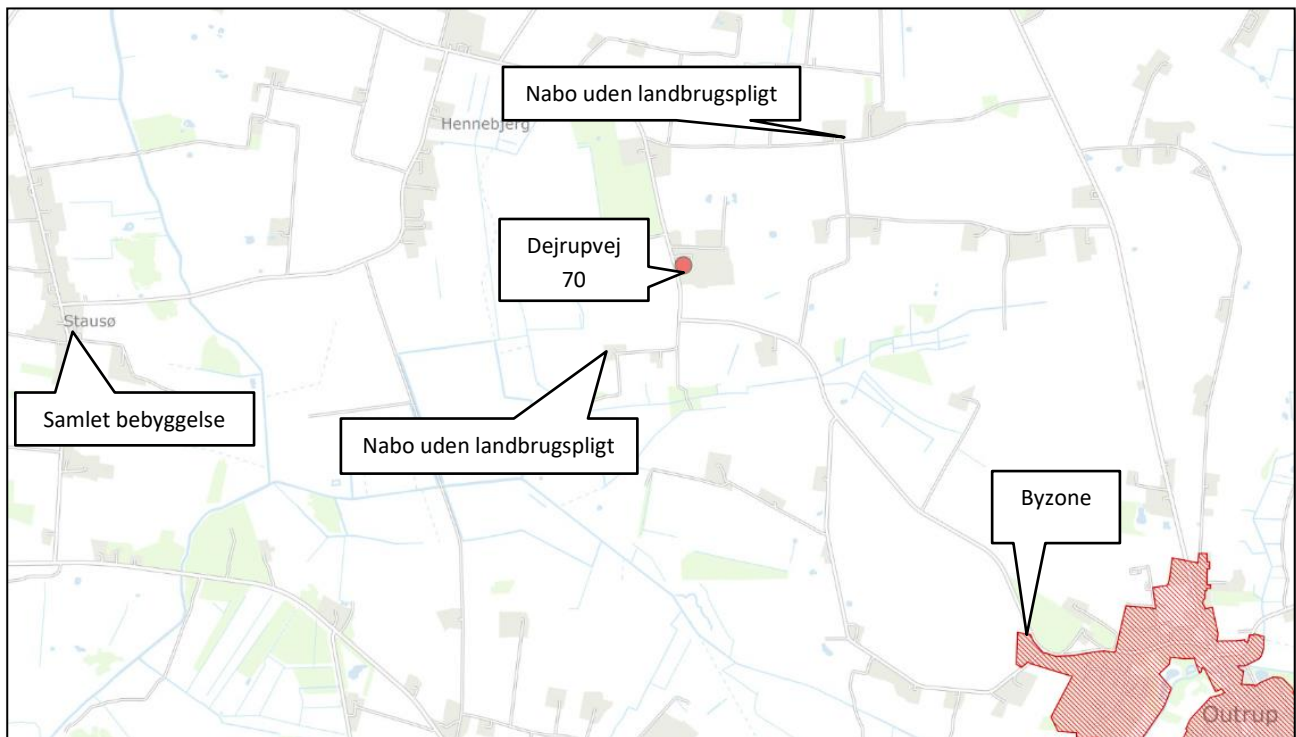 Nabo uden landbrugspligt
Hennebjerg
Dejrupvej
70
Stausø
Samlet bebyggelse
Nabo uden landbrugspligt
Byzone
Outrup